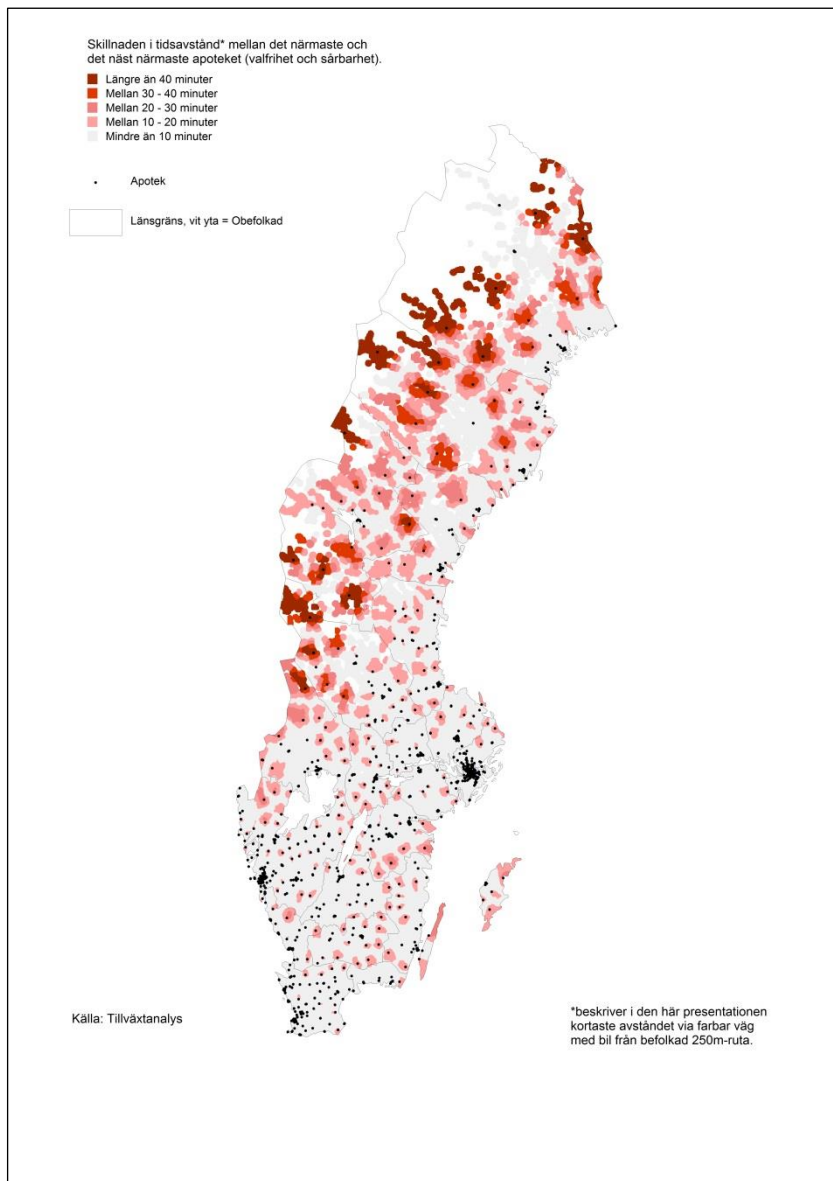 Skillnaden i tidsavstånd* mellan det närmaste och
det näst närmaste apoteket (valfrihet och sårbarhet).
Längre än 40 minuter
Mellan 30 - 40 minuter
Mellan 20 - 30 minuter
Mellan 10 - 20 minuter
Mindre än 10 minuter
Apotek
Länsgräns, vit yta = Obefolkad
Källa: Tillväxtanalys
*beskriver i den här presentationen
kortaste avståndet via farbar väg
med bil från befolkad 250m-ruta.